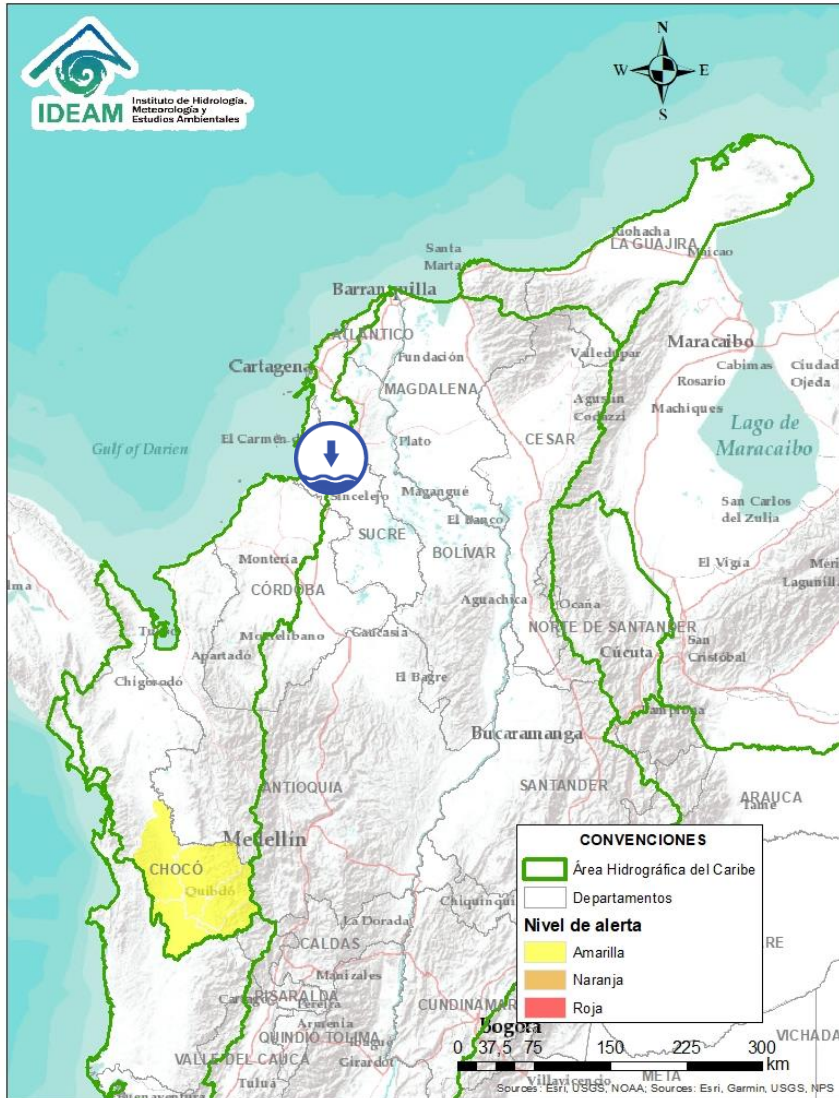 IDEAM
Instituto de Hidrología,
Meteorología y
Estudios Ambientales
N
W
E
S
Riohacha
LA GUAJIRA
Maicao
Santa
Marta
Barranquilla
ATLÁNTICO
Maracaibo
Fundación
Valledupar
Cabimas
Ciudad
Ojeda
Cartagena
Rosario
MAGDALENA
Agustín
Codazzi
Machiques
Lago de
Maracaibo
Gulf of Darien
El Carmen d
Plato
CESAR
Sincelejo
Magangué
San Carlos
del Zulia
SUCRE
El Banco
BOLÍVAR
Montería
El Vigía
CÓRDOBA
Aguachica
Ocana
Montelíbano
Caucasia
NORTE DE SANTANDER
Apartadó
San
Cristóbal
Cúcuta
Chigorodó
El Bagre
Pamplona
Bucaramanga
ANTIOQUIA
SANTANDER
ARAUCA
Tame
Medellín
CHOCÓ
Quibdó
Chiquinqui
La Dorada
CALDAS
Manizales
RISARALDA
Pereira
CUNDINAMAR
Armenia
Bogotá
QUINDÍO
TOLIMA
Ibagué
VICHADA
VALLE DEL CAUCA
Girardot
META
Tuluá
Villavicencio
Buenaventura
CONVENCIONES
Área Hidrográfica del Caribe
Departamentos
Nivel de alerta
Amarilla
Naranja
Roja
0 37,5 75 150 225 300
km
Sources: Esri, USGS, NOAA; Sources: Esri, Garmin, USGS, NPS